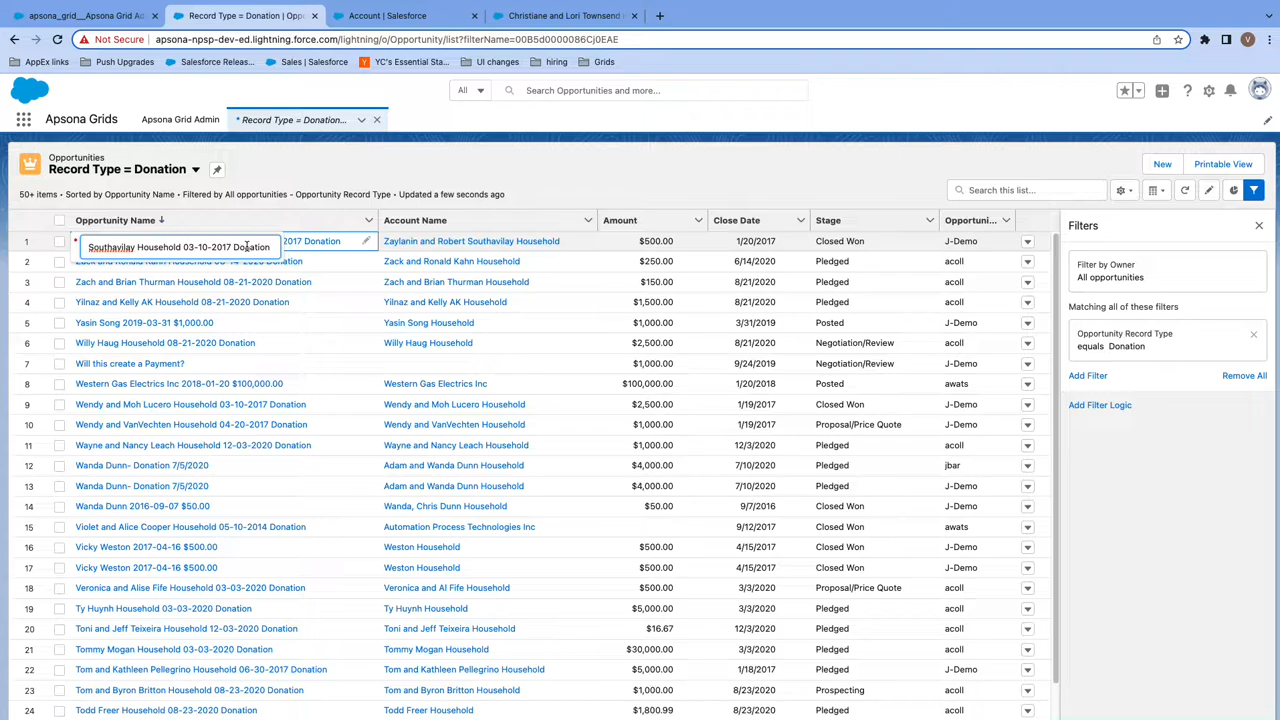 apsona_grid__Apsona Grid Ad
Record Type = Donation | Opp
Account | Salesforce
Christiane and Lori Townsend
Not Secure
apsona-npsp-dev-ed.lightning.force.com/lightning/o/Opportunity/list?filterName=00B5d0000086Cj0EAE
V
AppEx links
Push Upgrades
Salesforce Releas...
Sales | Salesforce
YC's Essential Sta...
UI changes
hiring
Grids
All
Search Opportunities and more...
Apsona Grids
Apsona Grid Admin
* Record Type = Donation...
Opportunities
Record Type = Donation
New
Printable View
50+ items • Sorted by Opportunity Name • Filtered by All opportunities - Opportunity Record Type • Updated a few seconds ago
Search this list...
Opportunity Name Account Name Amount Close Date Stage Opportuni...
1 * Southavilay Household 03-10-2017 Donation 2017 Donation Zaylanin and Robert Southavilay Household $500.00 1/20/2017 Closed Won J-Demo
2 Zack and Ronald Kahn Household 08-14-2020 Donation Zack and Ronald Kahn Household $250.00 6/14/2020 Pledged acoll
3 Zach and Brian Thurman Household 08-21-2020 Donation Zach and Brian Thurman Household $150.00 8/21/2020 Pledged acoll
4 Yilnaz and Kelly AK Household 08-21-2020 Donation Yilnaz and Kelly AK Household $1,500.00 8/21/2020 Pledged acoll
5 Yasin Song 2019-03-31 $1,000.00 Yasin Song Household $1,000.00 3/31/2019 Posted J-Demo
6 Willy Haug Household 08-21-2020 Donation Willy Haug Household $2,500.00 8/21/2020 Negotiation/Review acoll
7 Will this create a Payment? $1,000.00 9/24/2019 Negotiation/Review J-Demo
8 Western Gas Electrics Inc 2018-01-20 $100,000.00 Western Gas Electrics Inc $100,000.00 1/20/2018 Posted awats
9 Wendy and Moh Lucero Household 03-10-2017 Donation Wendy and Moh Lucero Household $2,500.00 1/19/2017 Closed Won J-Demo
10 Wendy and VanVechten Household 04-20-2017 Donation Wendy and VanVechten Household $1,000.00 1/19/2017 Proposal/Price Quote J-Demo
11 Wayne and Nancy Leach Household 12-03-2020 Donation Wayne and Nancy Leach Household $1,000.00 12/3/2020 Pledged acoll
12 Wanda Dunn- Donation 7/5/2020 Adam and Wanda Dunn Household $4,000.00 7/10/2020 Pledged jbar
13 Wanda Dunn- Donation 7/5/2020 Adam and Wanda Dunn Household $4,000.00 7/10/2020 Pledged J-Demo
14 Wanda Dunn 2016-09-07 $50.00 Wanda, Chris Dunn Household $50.00 9/7/2016 Closed Won J-Demo
15 Violet and Alice Cooper Household 05-10-2014 Donation Automation Process Technologies Inc 9/12/2017 Closed Won awats
16 Vicky Weston 2017-04-16 $500.00 Weston Household $500.00 4/15/2017 Closed Won J-Demo
17 Vicky Weston 2017-04-16 $500.00 Weston Household $500.00 4/15/2017 Closed Won J-Demo
18 Veronica and Alise Fife Household 03-03-2020 Donation Veronica and Al Fife Household $500.00 3/3/2020 Proposal/Price Quote acoll
19 Ty Huynh Household 03-03-2020 Donation Ty Huynh Household $5,000.00 3/3/2020 Pledged acoll
20 Toni and Jeff Teixeira Household 12-03-2020 Donation Toni and Jeff Teixeira Household $16.67 12/3/2020 Pledged acoll
21 Tommy Mogan Household 03-03-2020 Donation Tommy Mogan Household $30,000.00 3/3/2020 Pledged acoll
22 Tom and Kathleen Pellegrino Household 06-30-2017 Donation Tom and Kathleen Pellegrino Household $5,000.00 1/18/2017 Pledged J-Demo
23 Tom and Byron Britton Household 08-23-2020 Donation Tom and Byron Britton Household $1,000.00 8/23/2020 Prospecting acoll
24 Todd Freer Household 08-23-2020 Donation Todd Freer Household $1,800.99 8/23/2020 Pledged acoll
Filters
Filter by Owner
All opportunities
Matching all of these filters
Opportunity Record Type
equals Donation
Add Filter
Remove All
Add Filter Logic